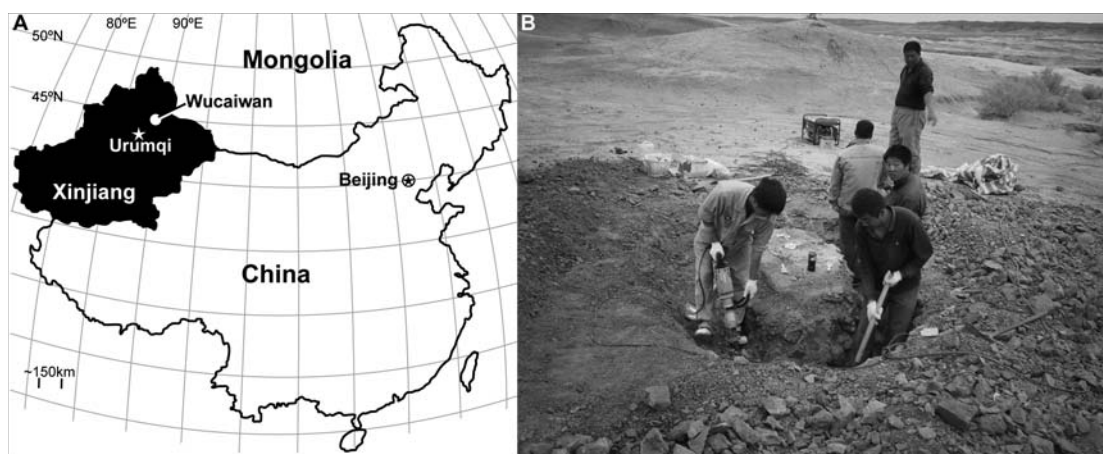 A
80ºE
90ºE
50ºN
Mongolia
45ºN
Wucaiwan
Urumqi
Beijing
Xinjiang
China
~150km
B